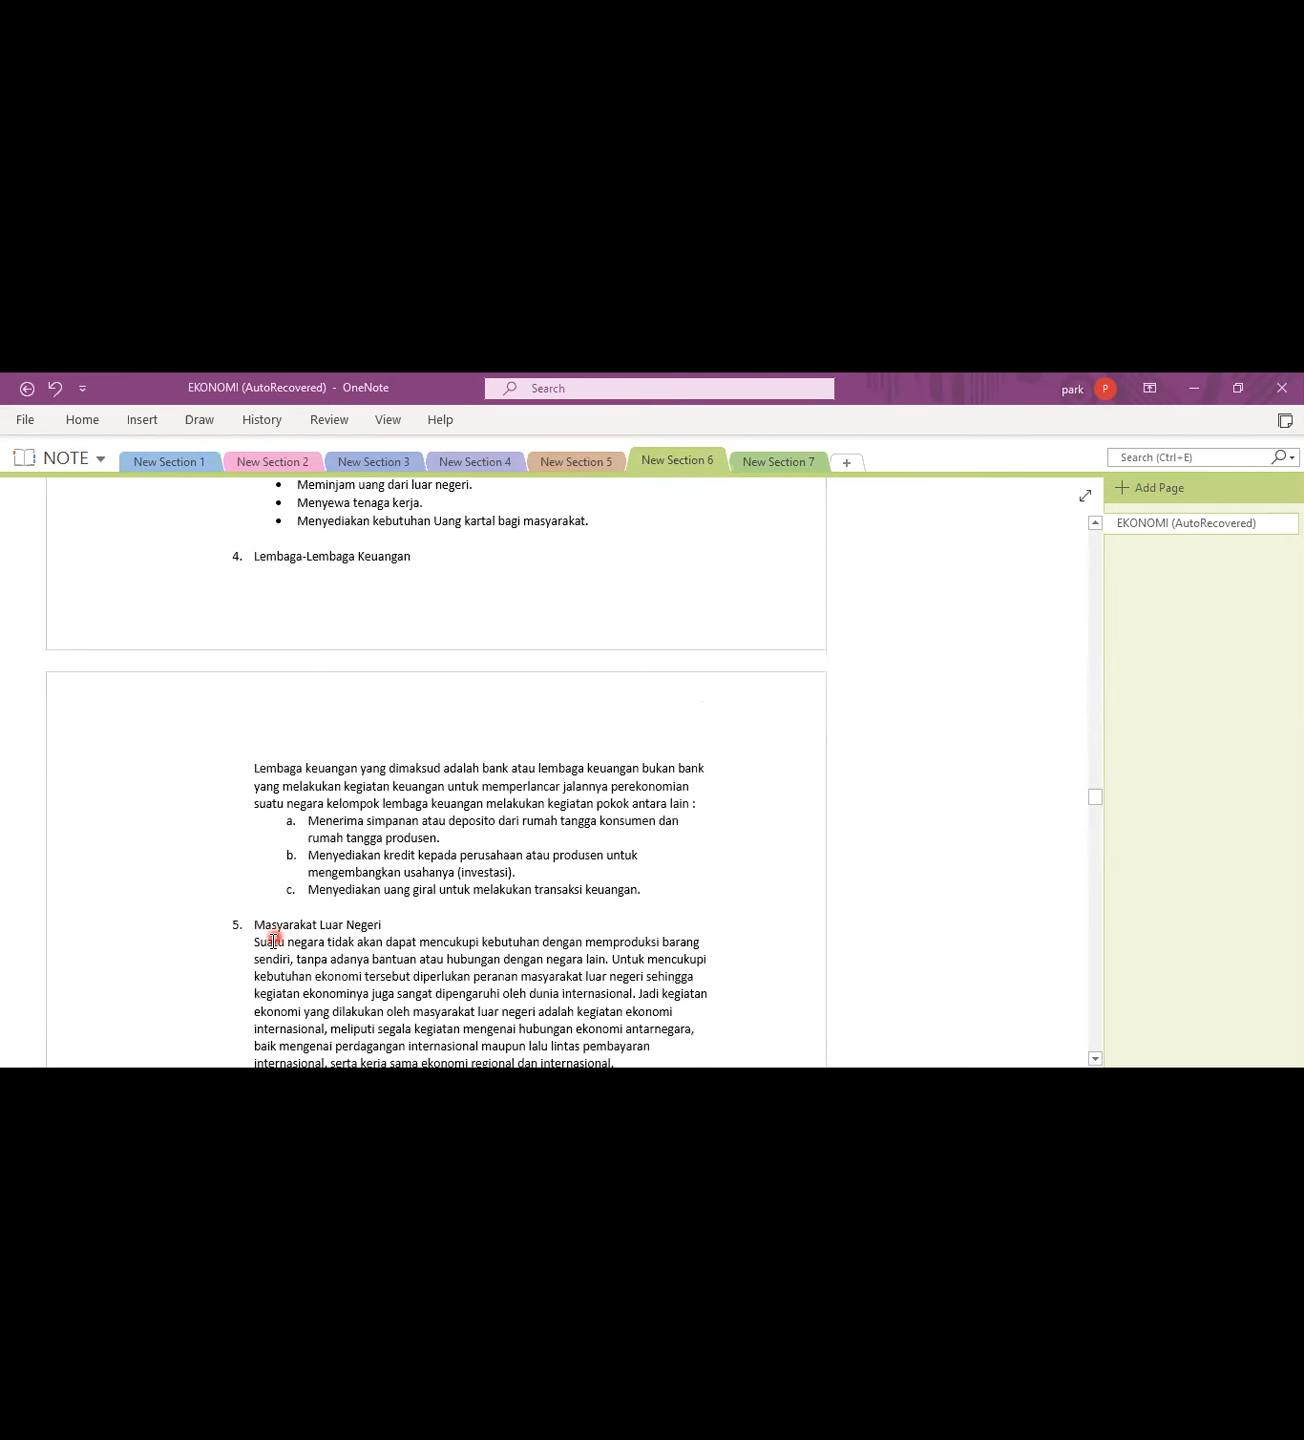 EKONOMI (AutoRecovered) - OneNote
Search
park
P
File Home Insert Draw History Review View Help
NOTE
New Section 1 New Section 2 New Section 3 New Section 4 New Section 5 New Section 6 New Section 7
Search (Ctrl+E)
Add Page
EKONOMI (AutoRecovered)
• Meminjam uang dari luar negeri.
• Menyewa tenaga kerja.
• Menyediakan kebutuhan Uang kartal bagi masyarakat.
4. Lembaga-Lembaga Keuangan
Lembaga keuangan yang dimaksud adalah bank atau lembaga keuangan bukan bank
yang melakukan kegiatan keuangan untuk memperlancar jalannya perekonomian
suatu negara kelompok lembaga keuangan melakukan kegiatan pokok antara lain :
a. Menerima simpanan atau deposito dari rumah tangga konsumen dan
rumah tangga produsen.
b. Menyediakan kredit kepada perusahaan atau produsen untuk
mengembangkan usahanya (investasi).
c. Menyediakan uang giral untuk melakukan transaksi keuangan.
5. Masyarakat Luar Negeri
Suatu negara tidak akan dapat mencukupi kebutuhan dengan memproduksi barang
sendiri, tanpa adanya bantuan atau hubungan dengan negara lain. Untuk mencukupi
kebutuhan ekonomi tersebut diperlukan peranan masyarakat luar negeri sehingga
kegiatan ekonominya juga sangat dipengaruhi oleh dunia internasional. Jadi kegiatan
ekonomi yang dilakukan oleh masyarakat luar negeri adalah kegiatan ekonomi
internasional, meliputi segala kegiatan mengenai hubungan ekonomi antarnegara,
baik mengenai perdagangan internasional maupun lalu lintas pembayaran
internasional, serta kerja sama ekonomi regional dan internasional.